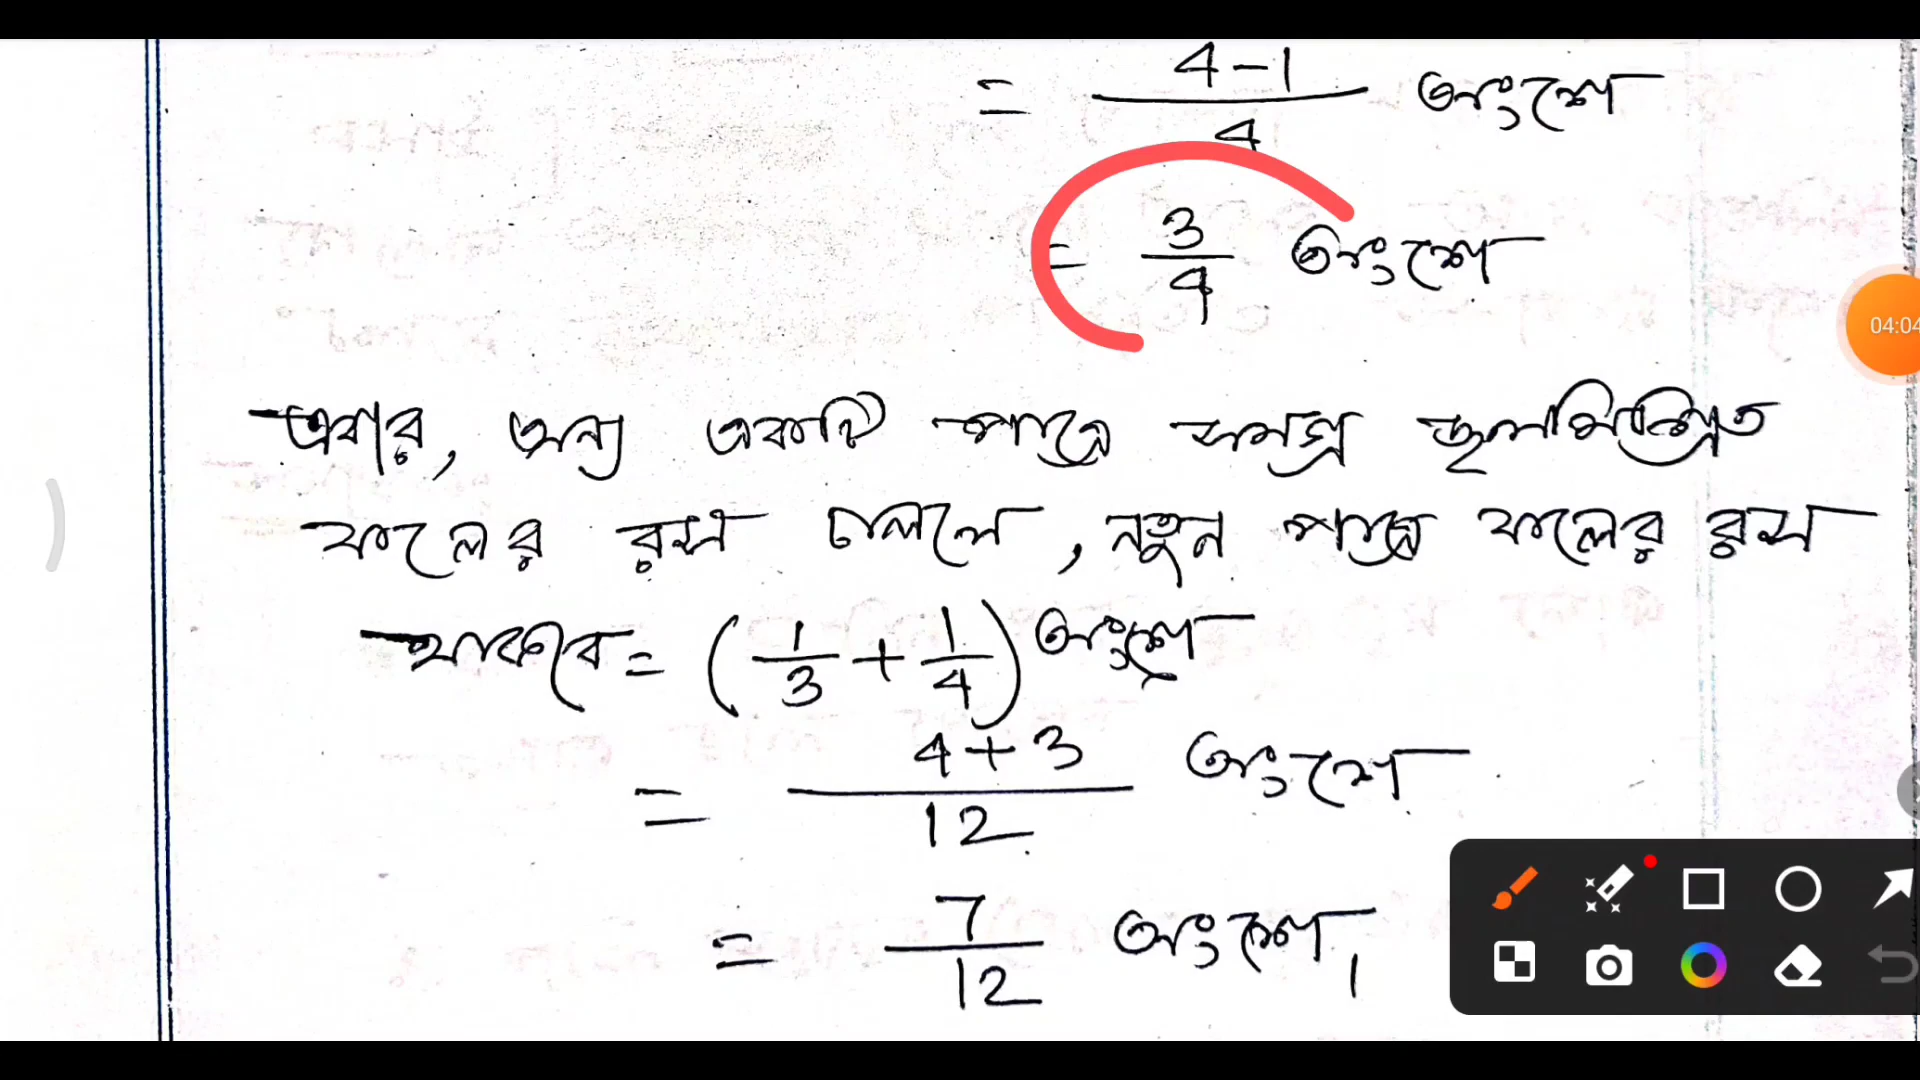 = 4-1/4 অংশে
= 3/4 অংশে
04:04
এবার, অন্য একটি পাত্রে সমগ্র জলমিশ্রিত
ফলের রস ঢাললে, নতুন পাত্রে ফলের রস
থাকবে = (1/3 + 1/4) অংশে
= 4+3/12 অংশে
= 7/12 অংশে।